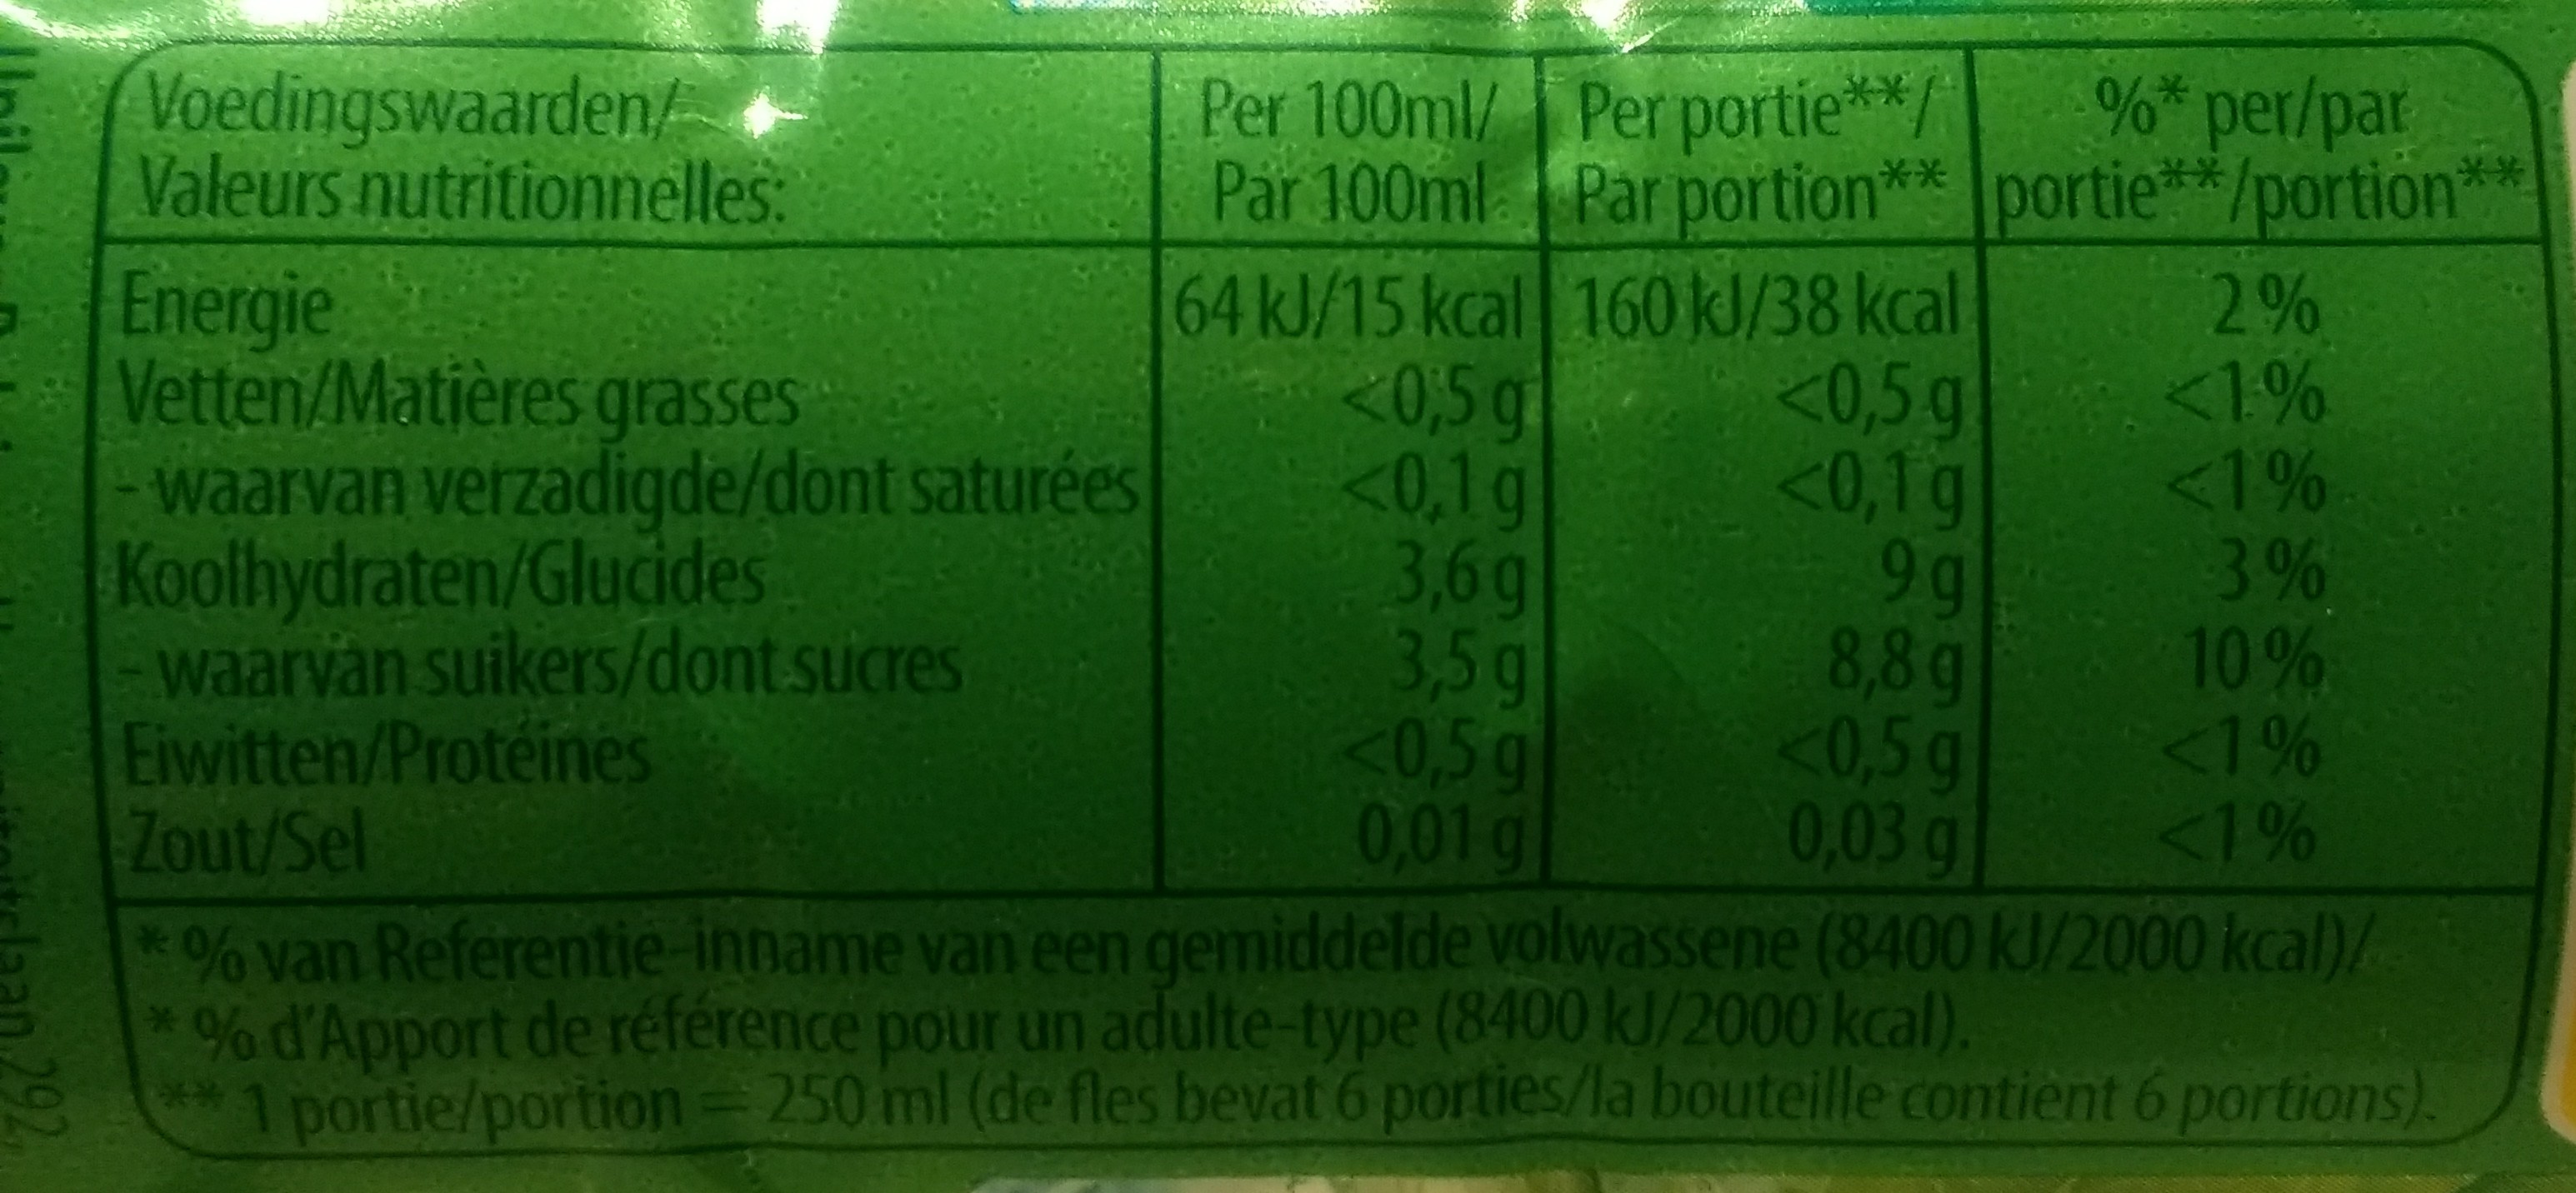 Voedingswaarden/ Per 100ml/ Per portie**/ %* per/par
Valeurs nutritionnelles: Par 100ml Par portion** portie**/portion**
Energie 64 kJ/15 kcal 160 kJ/38 kcal 2%
Vetten/Matières grasses <0,5 g <0,5 g <1%
- waarvan verzadigde/dont saturées <0,1 g <0,1 g <1%
Koolhydraten/Glucides 3,6 g 9 g 3%
- waarvan suikers/dont sucres 3,5 g 8,8 g 10%
Eiwitten/Protéines <0,5 g <0,5 g <1%
Zout/Sel 0,01 g 0,03 g <1%
* % van Referentie-inname van een gemiddelde volwassene (8400 kJ/2000 kcal)/
* % d'Apport de référence pour un adulte-type (8400 kJ/2000 kcal).
** 1 portie/portion = 250 ml (de fles bevat 6 porties/la bouteille contient 6 portions).